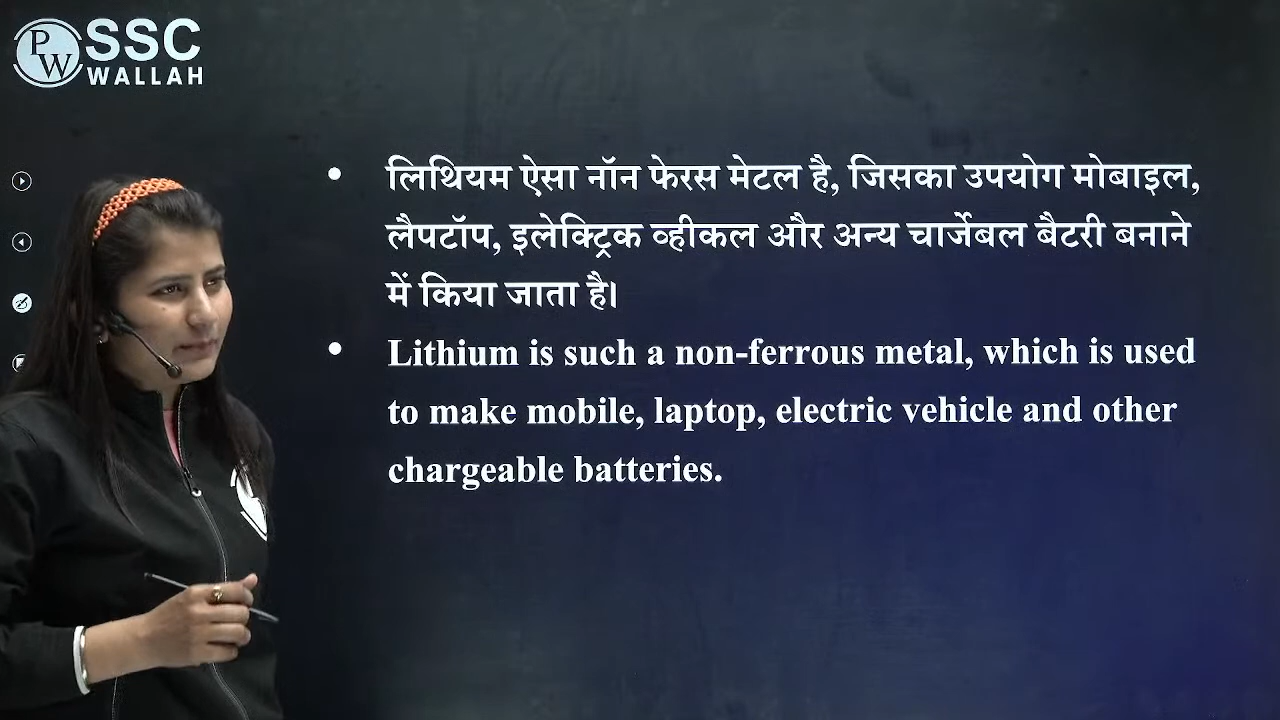 PW SSC
WALLAH
• लिथियम ऐसा नॉन फेरस मेटल है, जिसका उपयोग मोबाइल,
लैपटॉप, इलेक्ट्रिक व्हीकल और अन्य चार्जेबल बैटरी बनाने
में किया जाता है।
• Lithium is such a non-ferrous metal, which is used
to make mobile, laptop, electric vehicle and other
chargeable batteries.